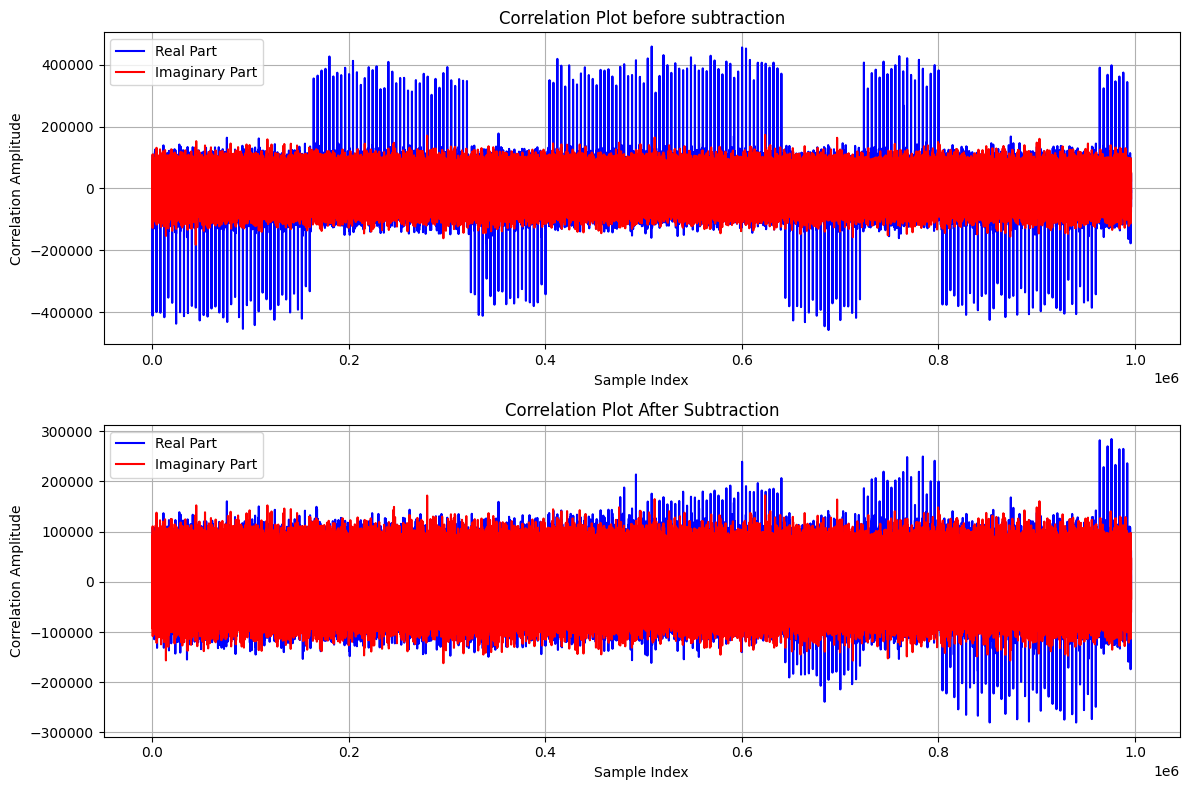 Correlation Plot before subtraction
Real Part
Imaginary Part
400000
200000
0
−200000
−400000
Correlation Amplitude
0.0 0.2 0.4 0.6 0.8 1.0
1e6
Sample Index
Correlation Plot After Subtraction
Real Part
Imaginary Part
300000
200000
100000
0
−100000
−200000
−300000
Correlation Amplitude
0.0 0.2 0.4 0.6 0.8 1.0
1e6
Sample Index